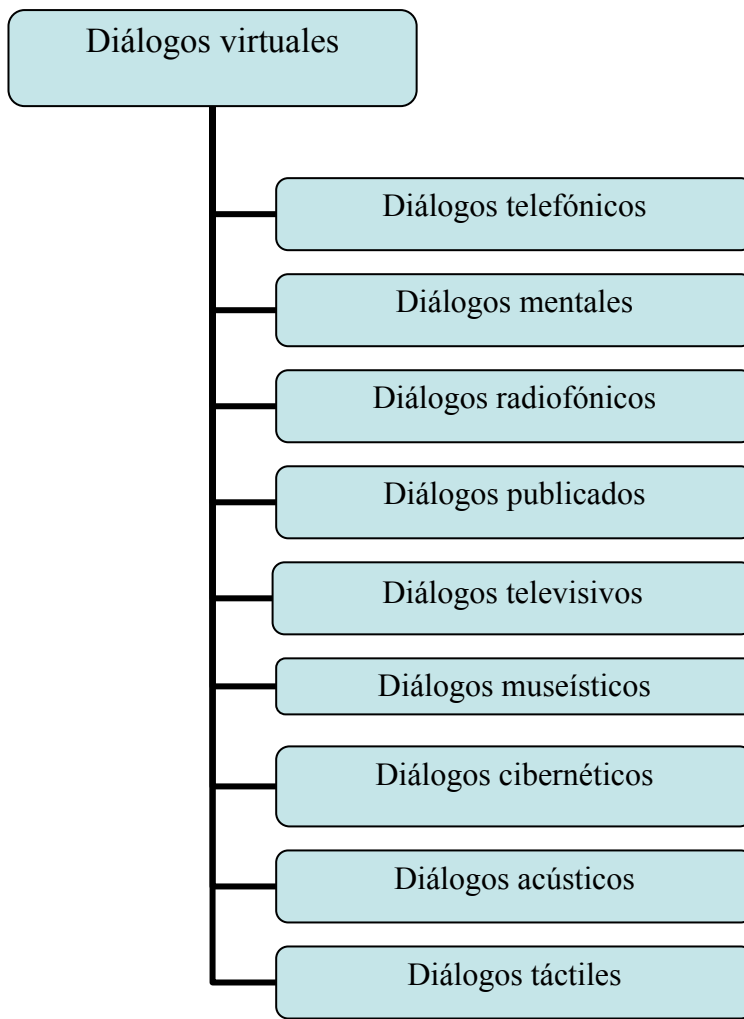 Diálogos virtuales
Diálogos telefónicos
Diálogos mentales
Diálogos radiofónicos
Diálogos publicados
Diálogos televisivos
Diálogos museísticos
Diálogos cibernéticos
Diálogos acústicos
Diálogos táctiles